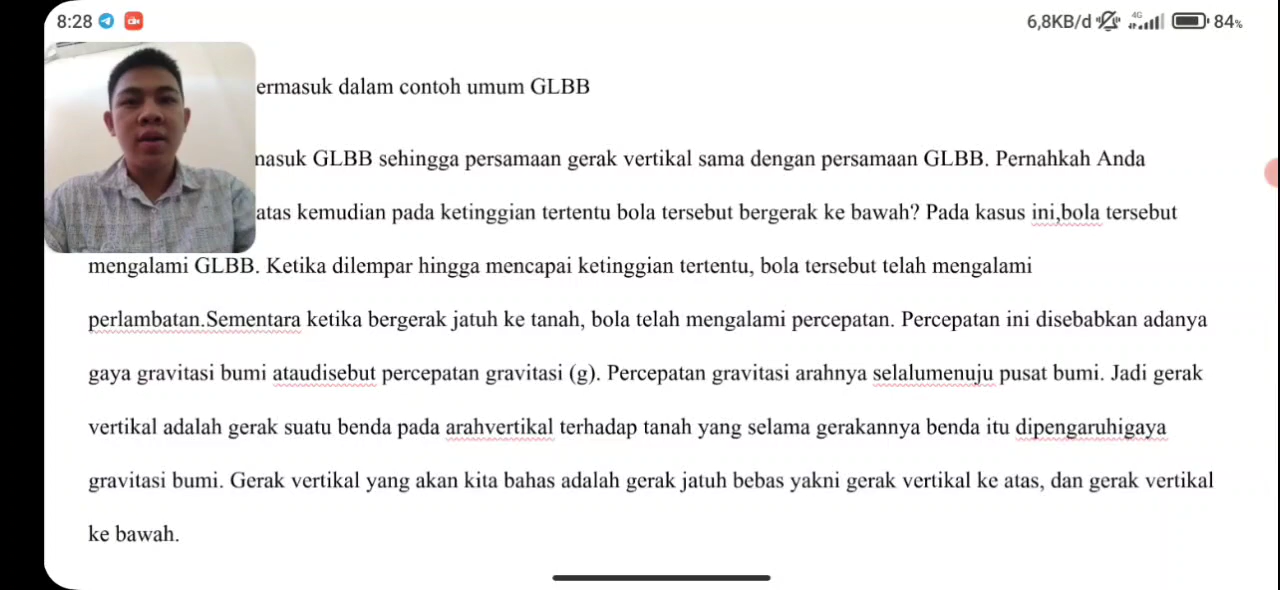 8:28 6,8KB/d 4G 84%
ermasuk dalam contoh umum GLBB
masuk GLBB sehingga persamaan gerak vertikal sama dengan persamaan GLBB. Pernahkah Anda
atas kemudian pada ketinggian tertentu bola tersebut bergerak ke bawah? Pada kasus ini,bola tersebut
mengalami GLBB. Ketika dilempar hingga mencapai ketinggian tertentu, bola tersebut telah mengalami
perlambatan.Sementara ketika bergerak jatuh ke tanah, bola telah mengalami percepatan. Percepatan ini disebabkan adanya
gaya gravitasi bumi ataudisebut percepatan gravitasi (g). Percepatan gravitasi arahnya selalumenuju pusat bumi. Jadi gerak
vertikal adalah gerak suatu benda pada arahvertikal terhadap tanah yang selama gerakannya benda itu dipengaruhigaya
gravitasi bumi. Gerak vertikal yang akan kita bahas adalah gerak jatuh bebas yakni gerak vertikal ke atas, dan gerak vertikal
ke bawah.